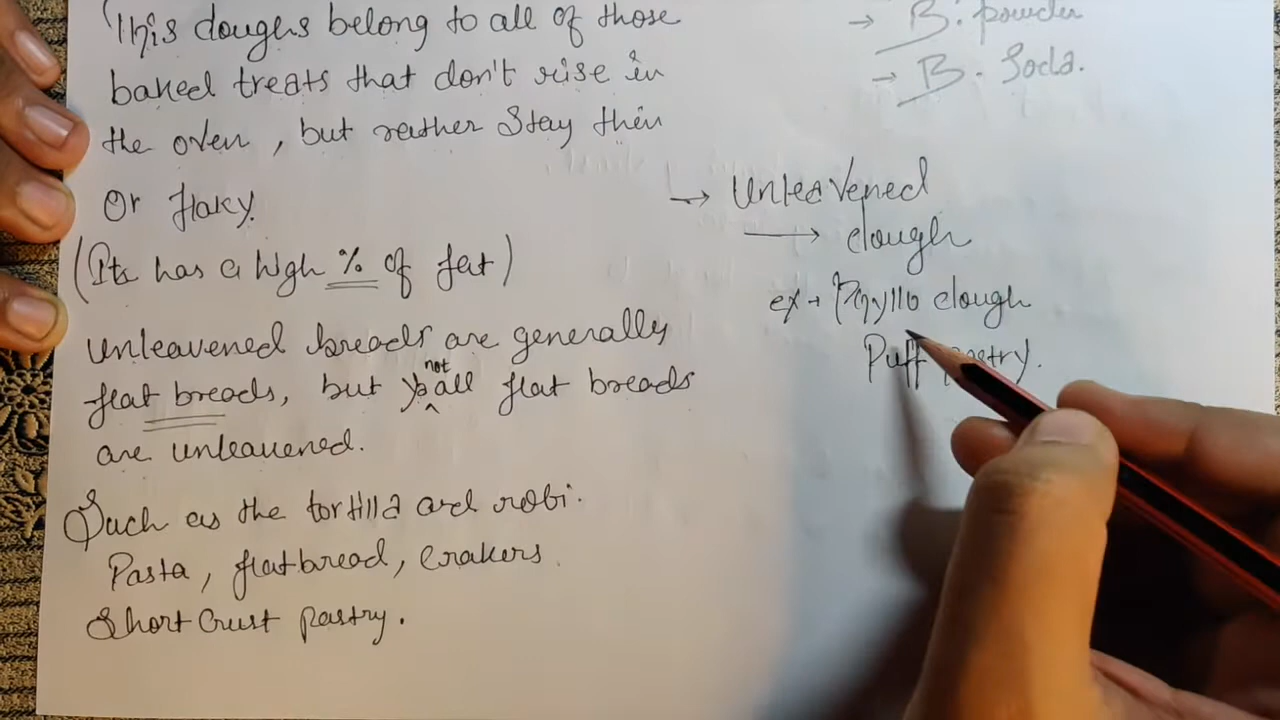 This doughs belong to all of those
baked treats that don't rise in
the oven, but reather Stay thin
Or flaky.
(Its has a high % of fat)
Unleavened breads are generally
flat breads, but not all flat breads
are unleavened.
Such as the tortilla and robi.
Pasta, flatbread, Crakers
Short Crust pastry.
→ B. powder
→ B. Soda.
→ Unleavened
→ dough
ex → Phyllo dough
Puff pastry.